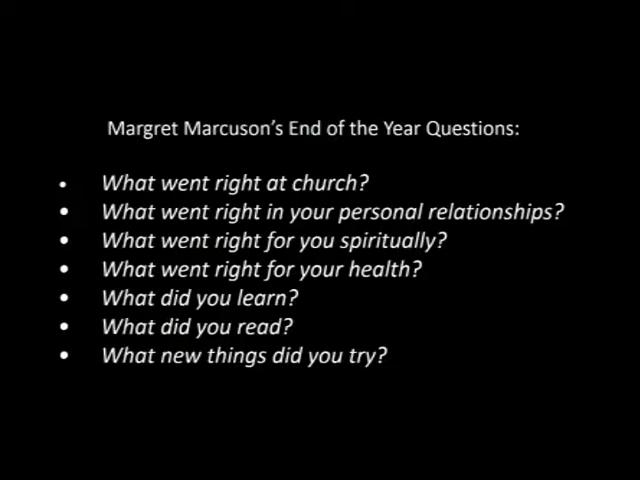 Margret Marcuson’s End of the Year Questions:
• What went right at church?
• What went right in your personal relationships?
• What went right for you spiritually?
• What went right for your health?
• What did you learn?
• What did you read?
• What new things did you try?